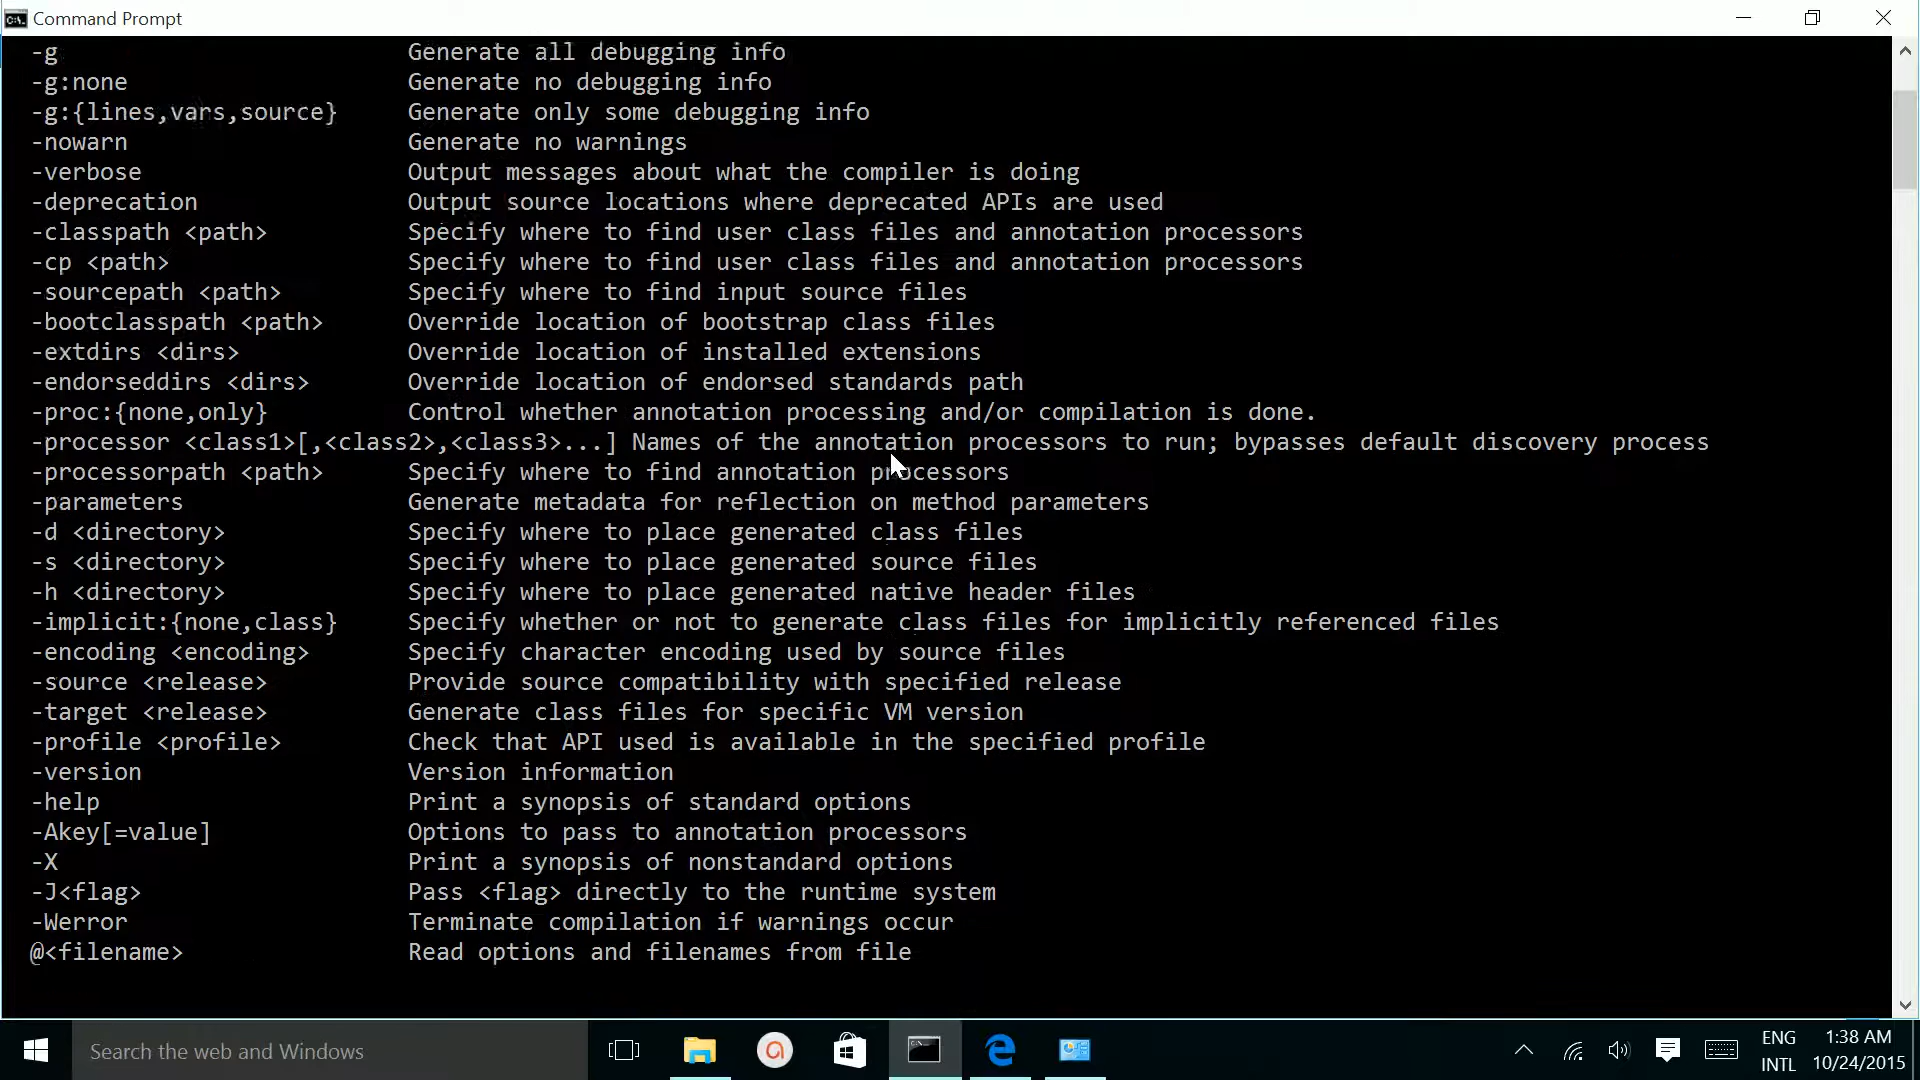 Command Prompt
-g Generate all debugging info
-g:none Generate no debugging info
-g:{lines,vars,source} Generate only some debugging info
-nowarn Generate no warnings
-verbose Output messages about what the compiler is doing
-deprecation Output source locations where deprecated APIs are used
-classpath <path> Specify where to find user class files and annotation processors
-cp <path> Specify where to find user class files and annotation processors
-sourcepath <path> Specify where to find input source files
-bootclasspath <path> Override location of bootstrap class files
-extdirs <dirs> Override location of installed extensions
-endorseddirs <dirs> Override location of endorsed standards path
-proc:{none,only} Control whether annotation processing and/or compilation is done.
-processor <class1>[,<class2>,<class3>...] Names of the annotation processors to run; bypasses default discovery process
-processorpath <path> Specify where to find annotation processors
-parameters Generate metadata for reflection on method parameters
-d <directory> Specify where to place generated class files
-s <directory> Specify where to place generated source files
-h <directory> Specify where to place generated native header files
-implicit:{none,class} Specify whether or not to generate class files for implicitly referenced files
-encoding <encoding> Specify character encoding used by source files
-source <release> Provide source compatibility with specified release
-target <release> Generate class files for specific VM version
-profile <profile> Check that API used is available in the specified profile
-version Version information
-help Print a synopsis of standard options
-Akey[=value] Options to pass to annotation processors
-X Print a synopsis of nonstandard options
-J<flag> Pass <flag> directly to the runtime system
-Werror Terminate compilation if warnings occur
@<filename> Read options and filenames from file
Search the web and Windows
ENG 1:38 AM
INTL 10/24/2015